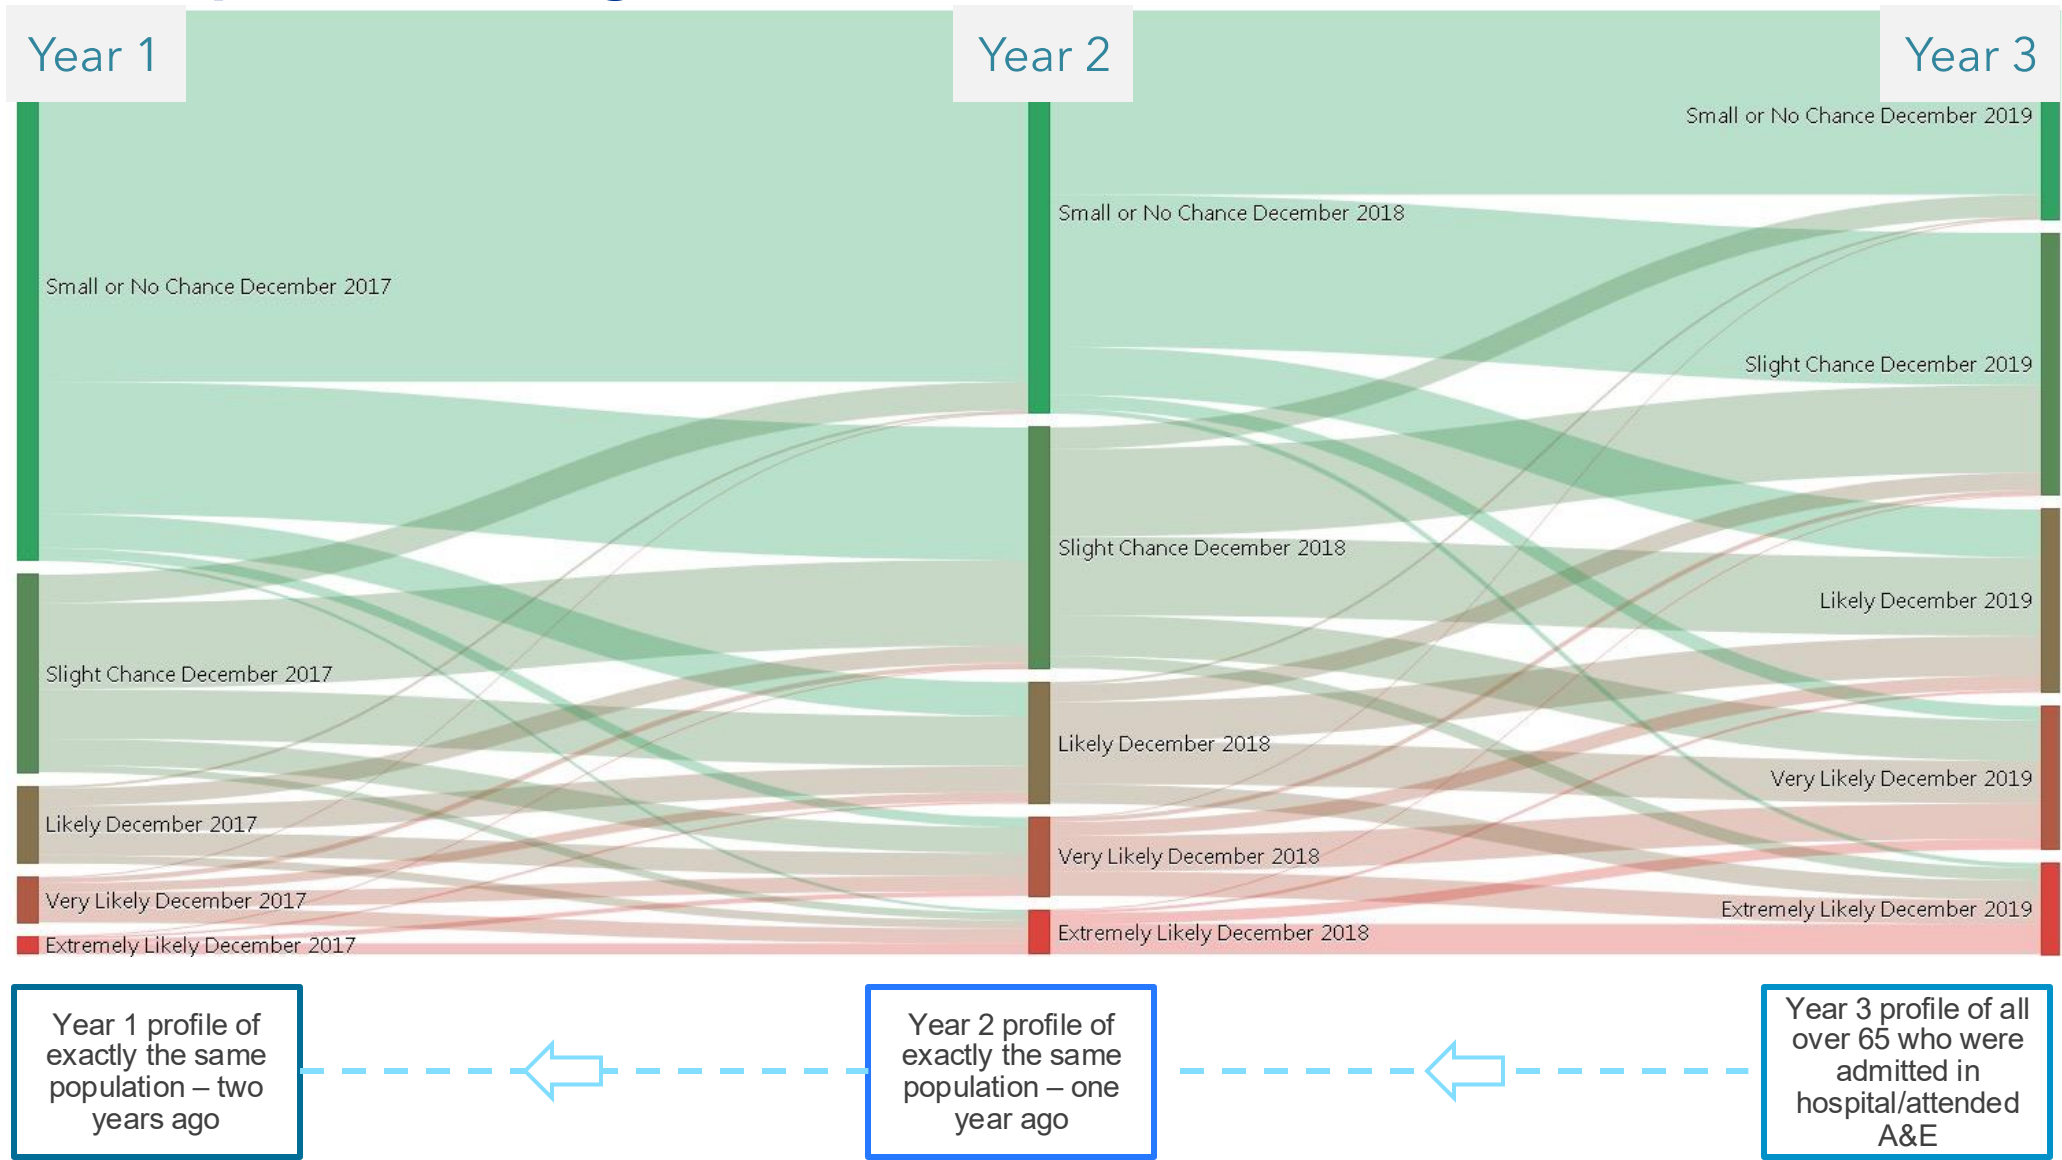 Year 1
Year 2
Year 3
Small or No Chance December 2017
Slight Chance December 2017
Likely December 2017
Very Likely December 2017
Extremely Likely December 2017
Small or No Chance December 2018
Slight Chance December 2018
Likely December 2018
Very Likely December 2018
Extremely Likely December 2018
Small or No Chance December 2019
Slight Chance December 2019
Likely December 2019
Very Likely December 2019
Extremely Likely December 2019
Year 1 profile of
exactly the same
population – two
years ago
Year 2 profile of
exactly the same
population – one
year ago
Year 3 profile of all
over 65 who were
admitted in
hospital/attended
A&E